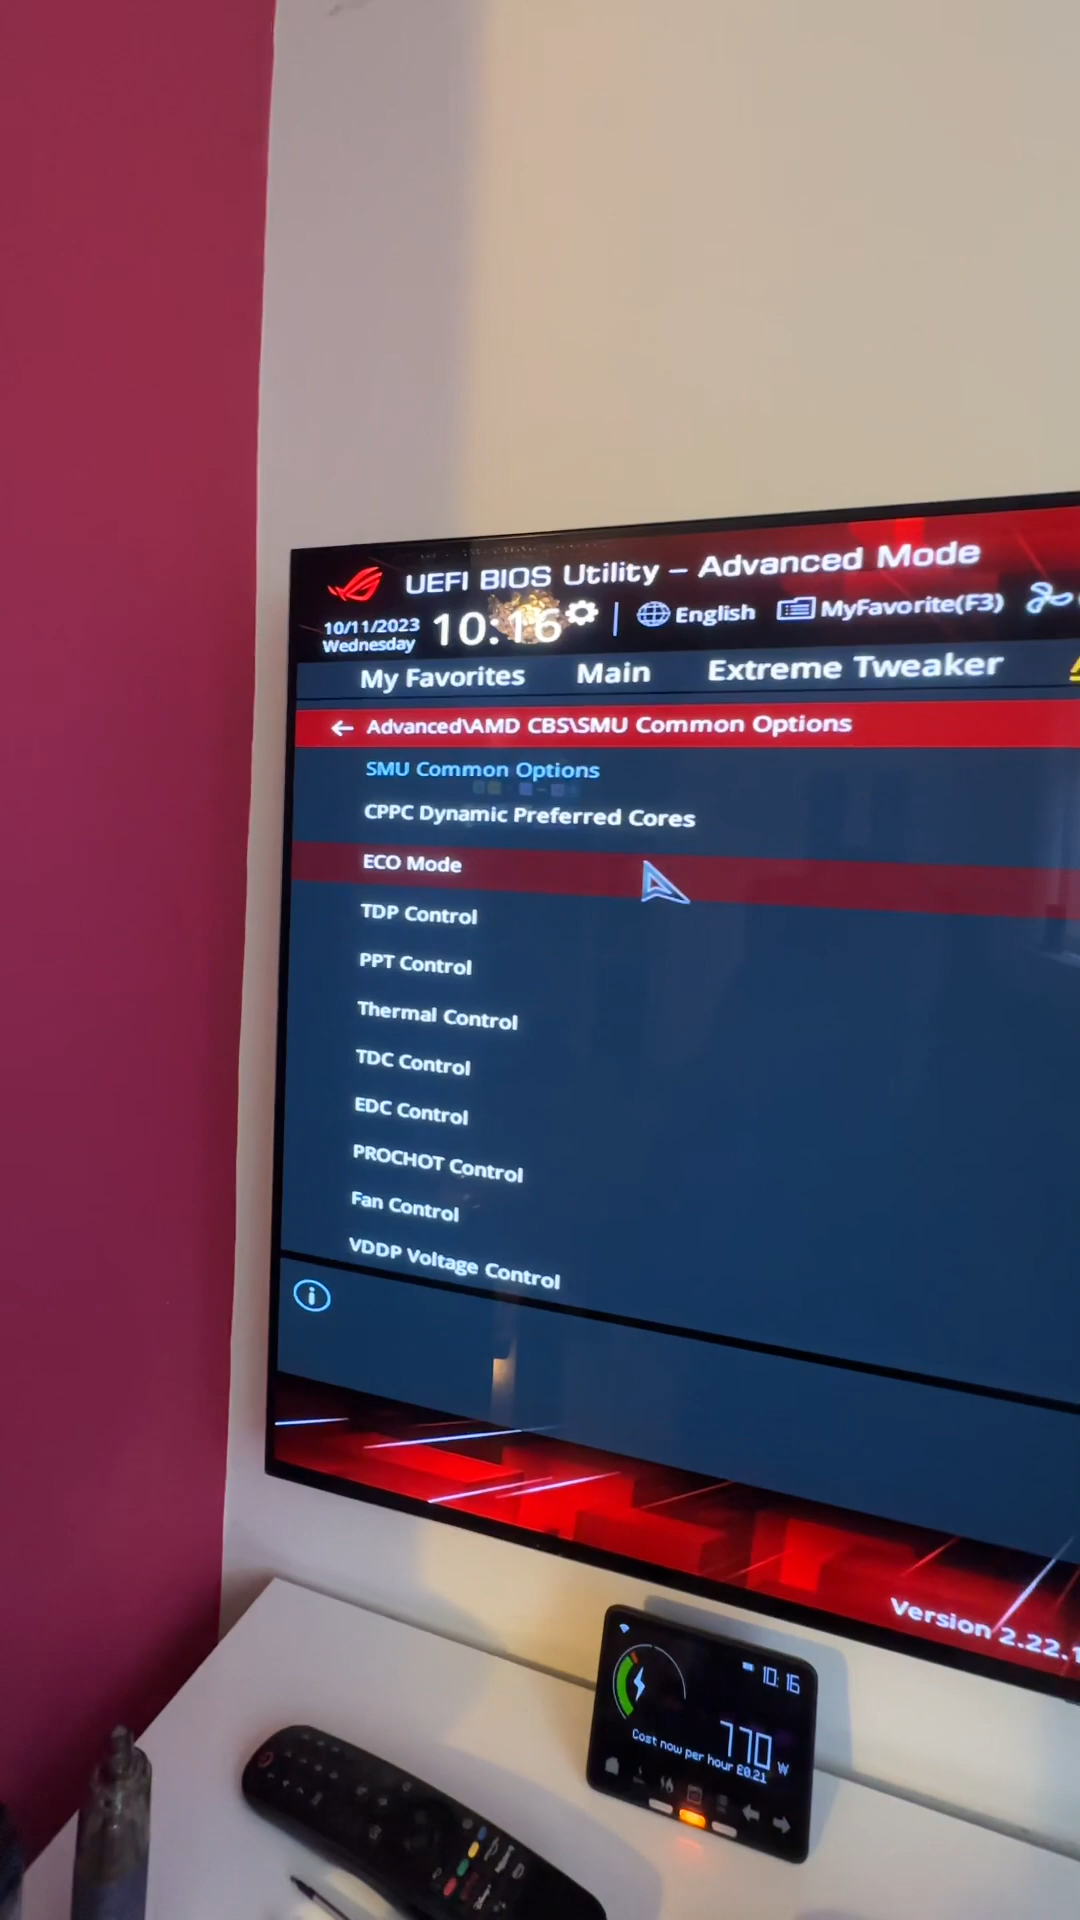 UEFI BIOS Utility – Advanced Mode
10/11/2023
Wednesday
10:16
English
MyFavorite(F3)
My Favorites
Main
Extreme Tweaker
Advanced\AMD CBS\SMU Common Options
SMU Common Options
CPPC Dynamic Preferred Cores
ECO Mode
TDP Control
PPT Control
Thermal Control
TDC Control
EDC Control
PROCHOT Control
Fan Control
VDDP Voltage Control
Version 2.22.1
10:16
770 W
Cost now per hour £0.21